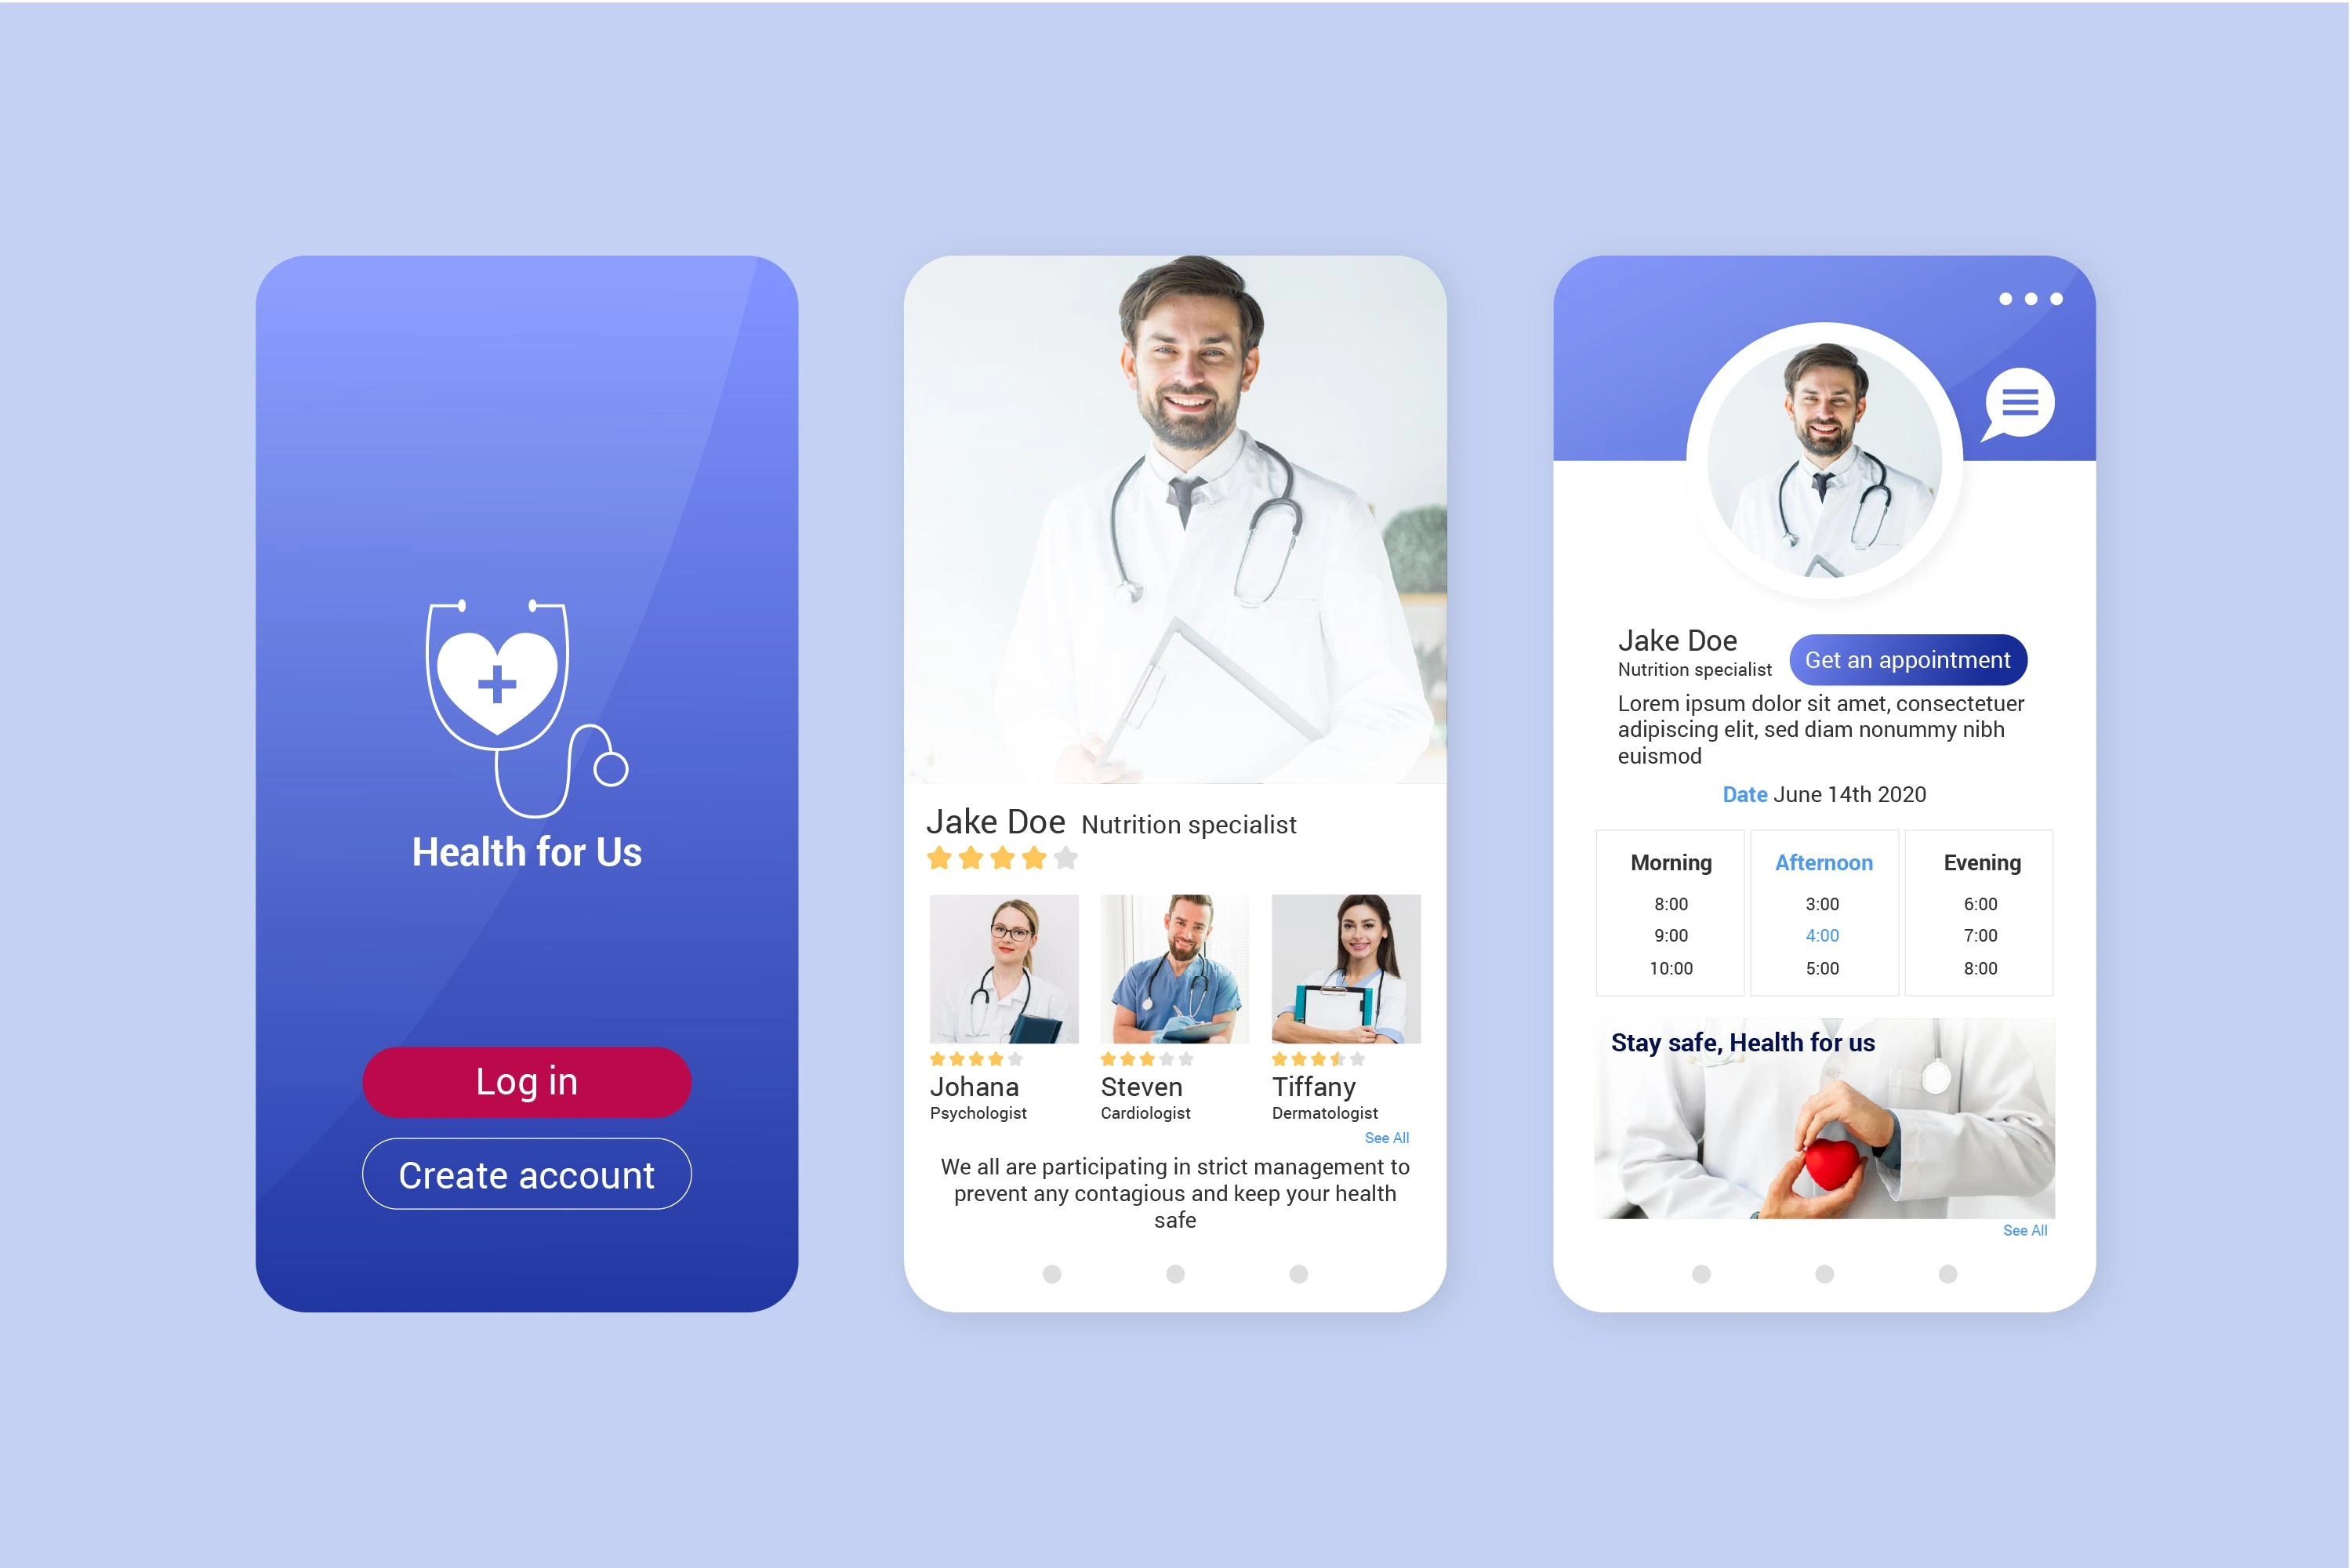 Health for Us
Log in
Create account
Jake Doe Nutrition specialist
Johana
Psychologist
Steven
Cardiologist
Tiffany
Dermatologist
See All
We all are participating in strict management to
prevent any contagious and keep your health
safe
Jake Doe
Nutrition specialist
Get an appointment
Lorem ipsum dolor sit amet, consectetuer
adipiscing elit, sed diam nonummy nibh
euismod
Date June 14th 2020
Morning
8:00
9:00
10:00
Afternoon
3:00
4:00
5:00
Evening
6:00
7:00
8:00
Stay safe, Health for us
See All